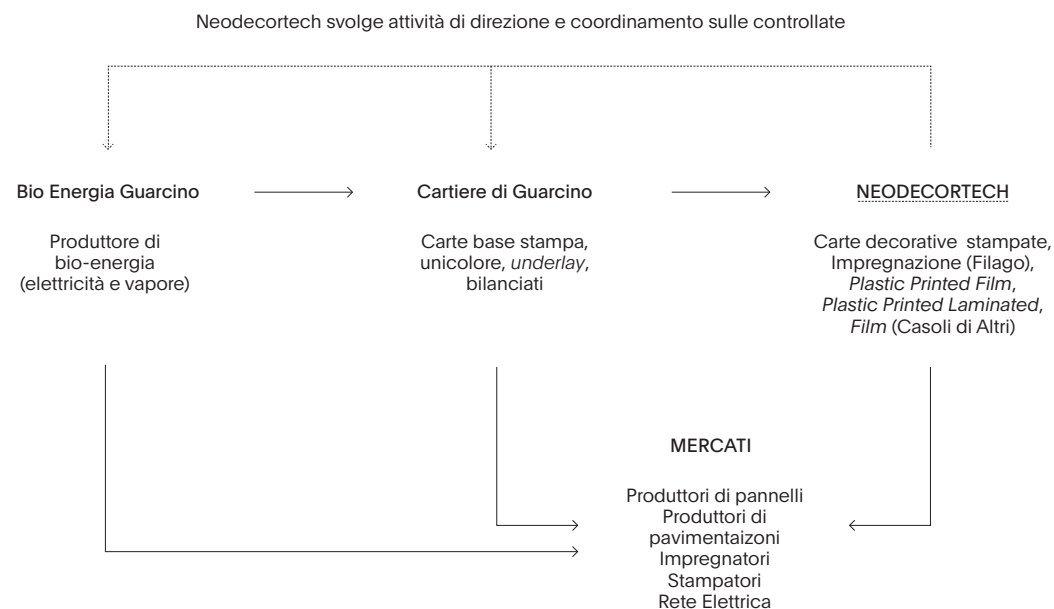 Neodecortech svolge attività di direzione e coordinamento sulle controllate
Bio Energia Guarcino
Produttore di
bio-energia
(elettricità e vapore)
Cartiere di Guarcino
Carte base stampa,
unicolore, underlay,
bilanciati
NEODECORTECH
Carte decorative stampate,
Impregnazione (Filago),
Plastic Printed Film,
Plastic Printed Laminated,
Film (Casoli di Altri)
MERCATI
Produttori di pannelli
Produttori di
pavimentaizoni
Impregnatori
Stampatori
Rete Elettrica